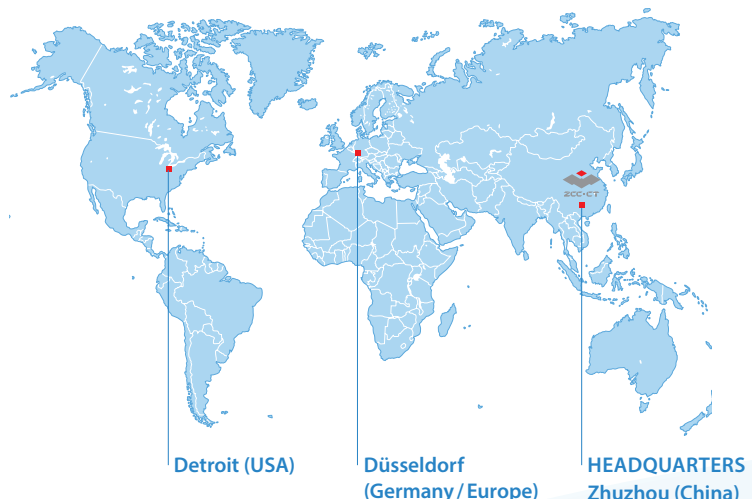 ZCC·CT
Detroit (USA)
Düsseldorf
(Germany / Europe)
HEADQUARTERS
Zhuzhou (China)